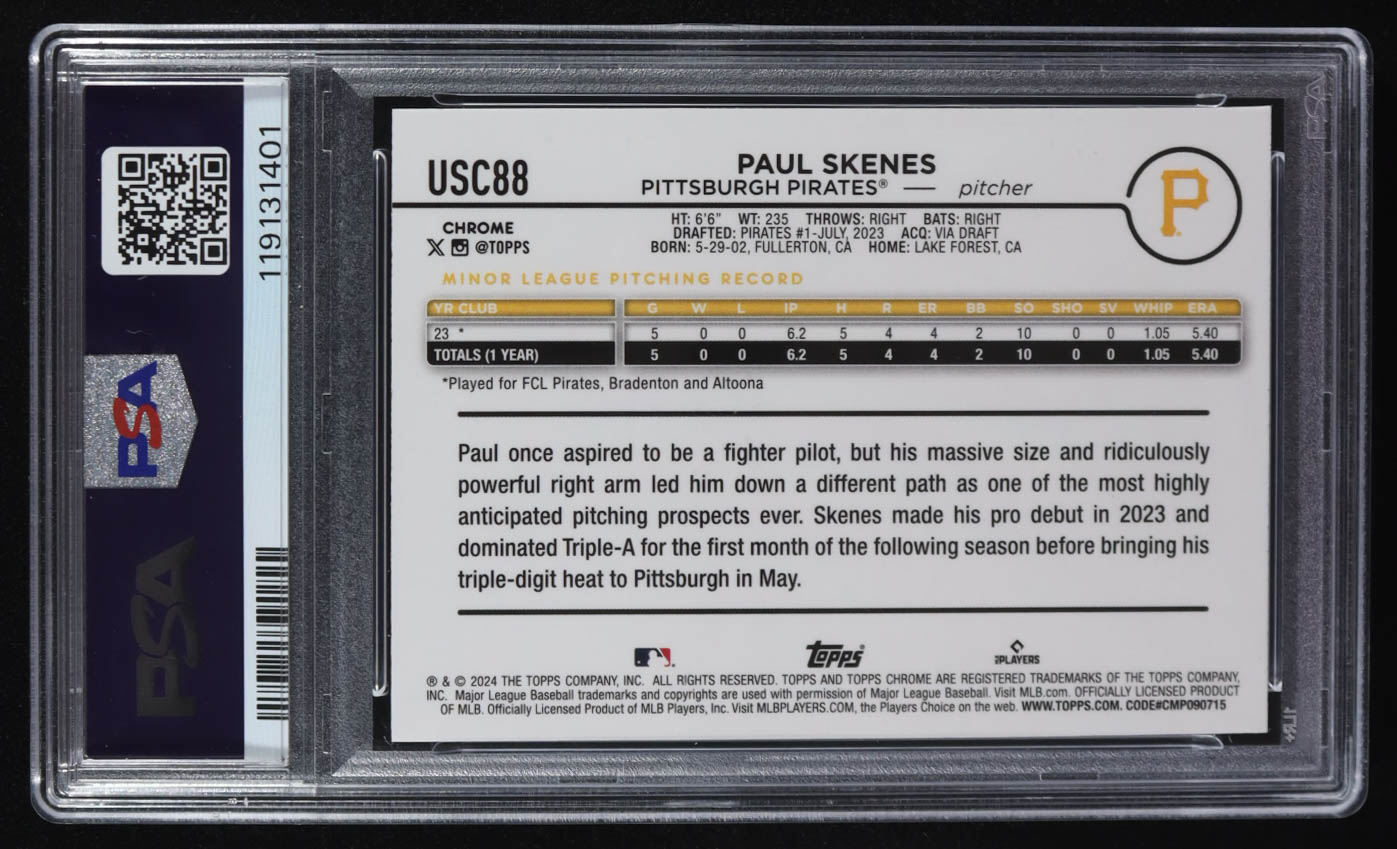 119131401
PSA
PSA
USC88
PAUL SKENES
PITTSBURGH PIRATES® — pitcher
P
CHROME
X @TOPPS
HT: 6'6" WT: 235 THROWS: RIGHT BATS: RIGHT
DRAFTED: PIRATES #1-JULY, 2023 ACQ: VIA DRAFT
BORN: 5-29-02, FULLERTON, CA HOME: LAKE FOREST, CA
MINOR LEAGUE PITCHING RECORD
YR CLUB G W L IP H R ER BB SO SHO SV WHIP ERA
23 * 5 0 0 6.2 5 4 4 2 10 0 0 1.05 5.40
TOTALS (1 YEAR) 5 0 0 6.2 5 4 4 2 10 0 0 1.05 5.40
*Played for FCL Pirates, Bradenton and Altoona
Paul once aspired to be a fighter pilot, but his massive size and ridiculously
powerful right arm led him down a different path as one of the most highly
anticipated pitching prospects ever. Skenes made his pro debut in 2023 and
dominated Triple-A for the first month of the following season before bringing his
triple-digit heat to Pittsburgh in May.
Topps
PLAYERS
® & © 2024 THE TOPPS COMPANY, INC. ALL RIGHTS RESERVED. TOPPS AND TOPPS CHROME ARE REGISTERED TRADEMARKS OF THE TOPPS COMPANY,
INC. Major League Baseball trademarks and copyrights are used with permission of Major League Baseball. Visit MLB.com. OFFICIALLY LICENSED PRODUCT
OF MLB. Officially Licensed Product of MLB Players, Inc. Visit MLBPLAYERS.COM, the Players Choice on the web. WWW.TOPPS.COM. CODE#CMP090715
PSA